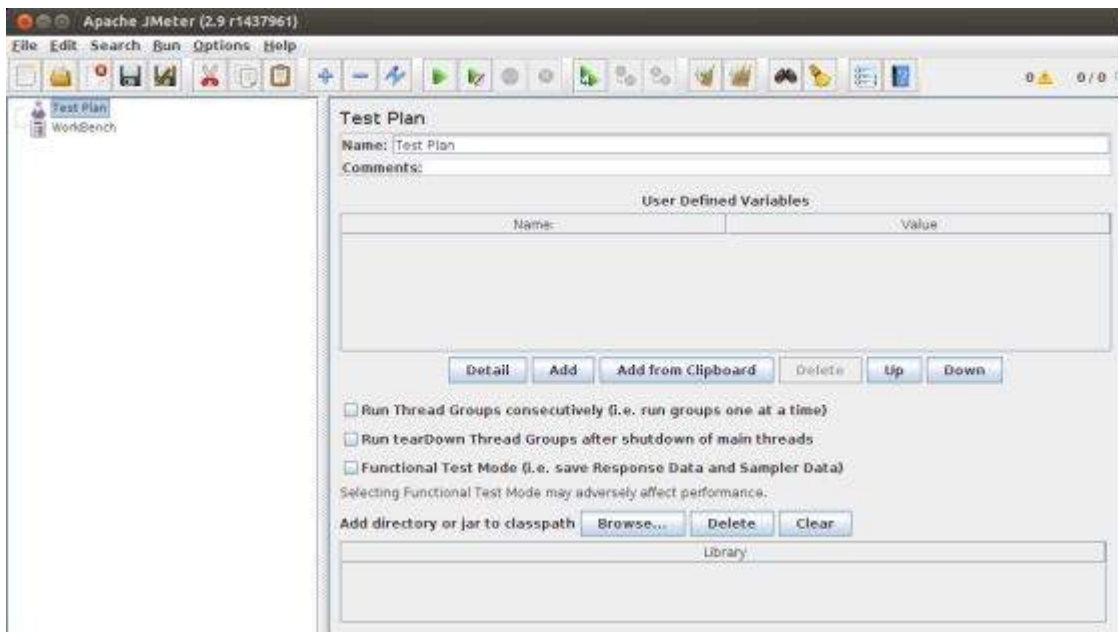 Apache JMeter (2.9 r1437961)
File Edit Search Run Options Help
0 0 / 0
Test Plan
WorkBench
Test Plan
Name: Test Plan
Comments:
User Defined Variables
Name: Value
Detail Add Add from Clipboard Delete Up Down
Run Thread Groups consecutively (i.e. run groups one at a time)
Run tearDown Thread Groups after shutdown of main threads
Functional Test Mode (i.e. save Response Data and Sampler Data)
Selecting Functional Test Mode may adversely affect performance.
Add directory or jar to classpath Browse... Delete Clear
Library